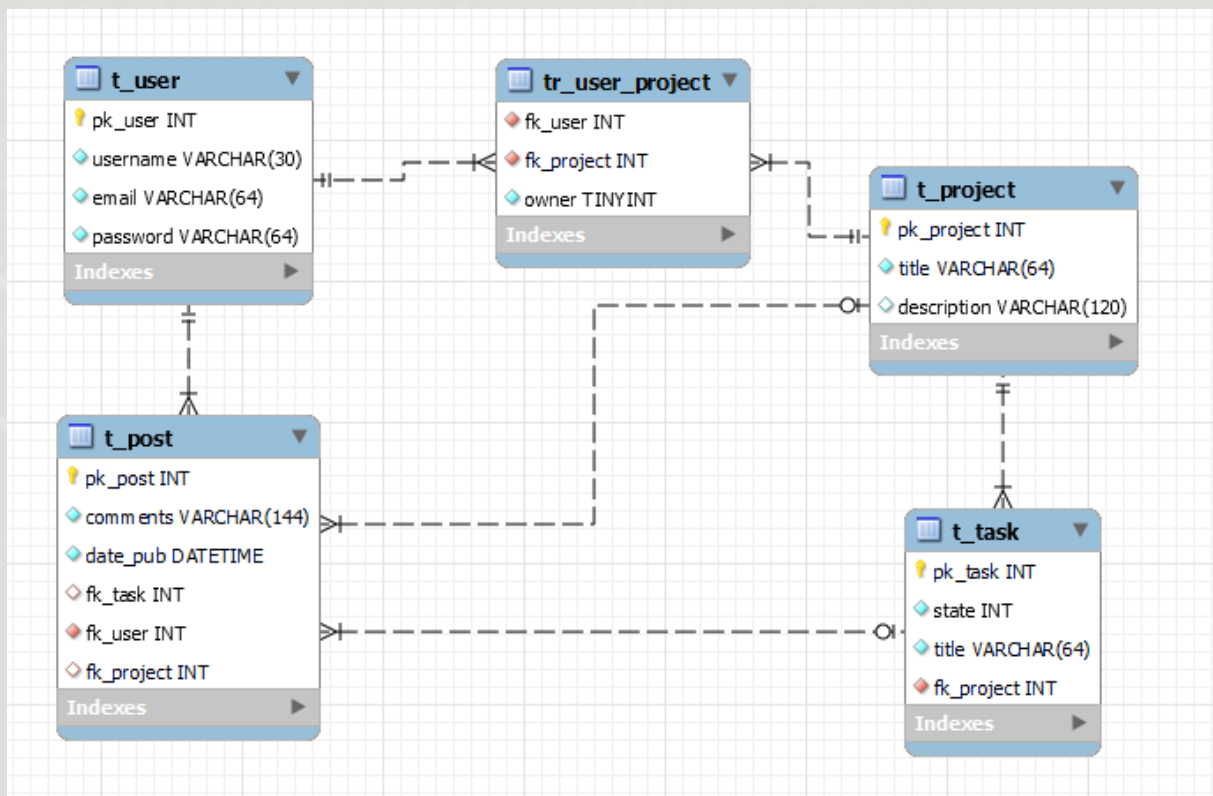 t_user
pk_user INT
username VARCHAR(30)
email VARCHAR(64)
password VARCHAR(64)
Indexes
tr_user_project
fk_user INT
fk_project INT
owner TINYINT
Indexes
t_project
pk_project INT
title VARCHAR(64)
description VARCHAR(120)
Indexes
t_post
pk_post INT
comments VARCHAR(144)
date_pub DATETIME
fk_task INT
fk_user INT
fk_project INT
Indexes
t_task
pk_task INT
state INT
title VARCHAR(64)
fk_project INT
Indexes